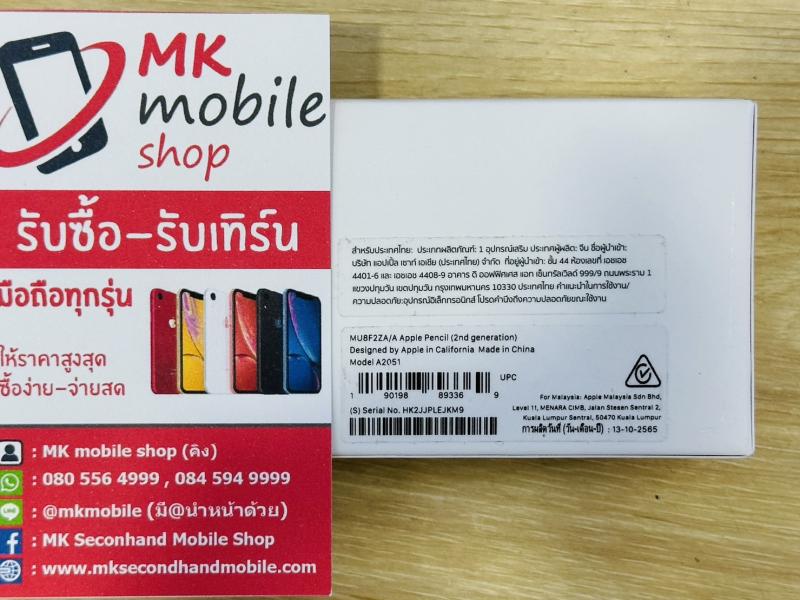 MK
mobile
shop
รับซื้อ-รับเทิร์น
มือถือทุกรุ่น
ให้ราคาสูงสุด
ซื้อง่าย-จ่ายสด
: MK mobile shop (คิง)
: 080 556 4999 , 084 594 9999
LINE : @mkmobile (มี@นำหน้าด้วย)
f : MK Seconhand Mobile Shop
: www.mksecondhandmobile.com
สำหรับประเทศไทย: ประเภทผลิตภัณฑ์: 1 อุปกรณ์เสริม ประเทศผู้ผลิต: จีน ชื่อผู้นำเข้า:
บริษัท แอปเปิ้ล เซาท์ เอเชีย (ประเทศไทย) จำกัด ที่อยู่ผู้นำเข้า: ชั้น 44 ห้องเลขที่ เอชเอช
4401-6 และ เอชเอช 4408-9 อาคาร ดิ ออฟฟิศเศส แอท เซ็นทรัลเวิลด์ 999/9 ถนนพระราม 1
แขวงปทุมวัน เขตปทุมวัน กรุงเทพมหานคร 10330 ประเทศไทย คำแนะนำในการใช้งาน/
ความปลอดภัย:อุปกรณ์อิเล็กทรอนิกส์ โปรดคำนึงถึงความปลอดภัยขณะใช้งาน
MU8F2ZA/A Apple Pencil (2nd generation)
Designed by Apple in California Made in China
Model A2051
UPC
1 90198 89336 9
(S) Serial No. HK2JJPLEJKM9
For Malaysia: Apple Malaysia Sdn Bhd,
Level 11, MENARA CIMB, Jalan Stesen Sentral 2,
Kuala Lumpur Sentral, 50470 Kuala Lumpur
การผลิตวันที่ (วัน-เดือน-ปี) : 13-10-2565